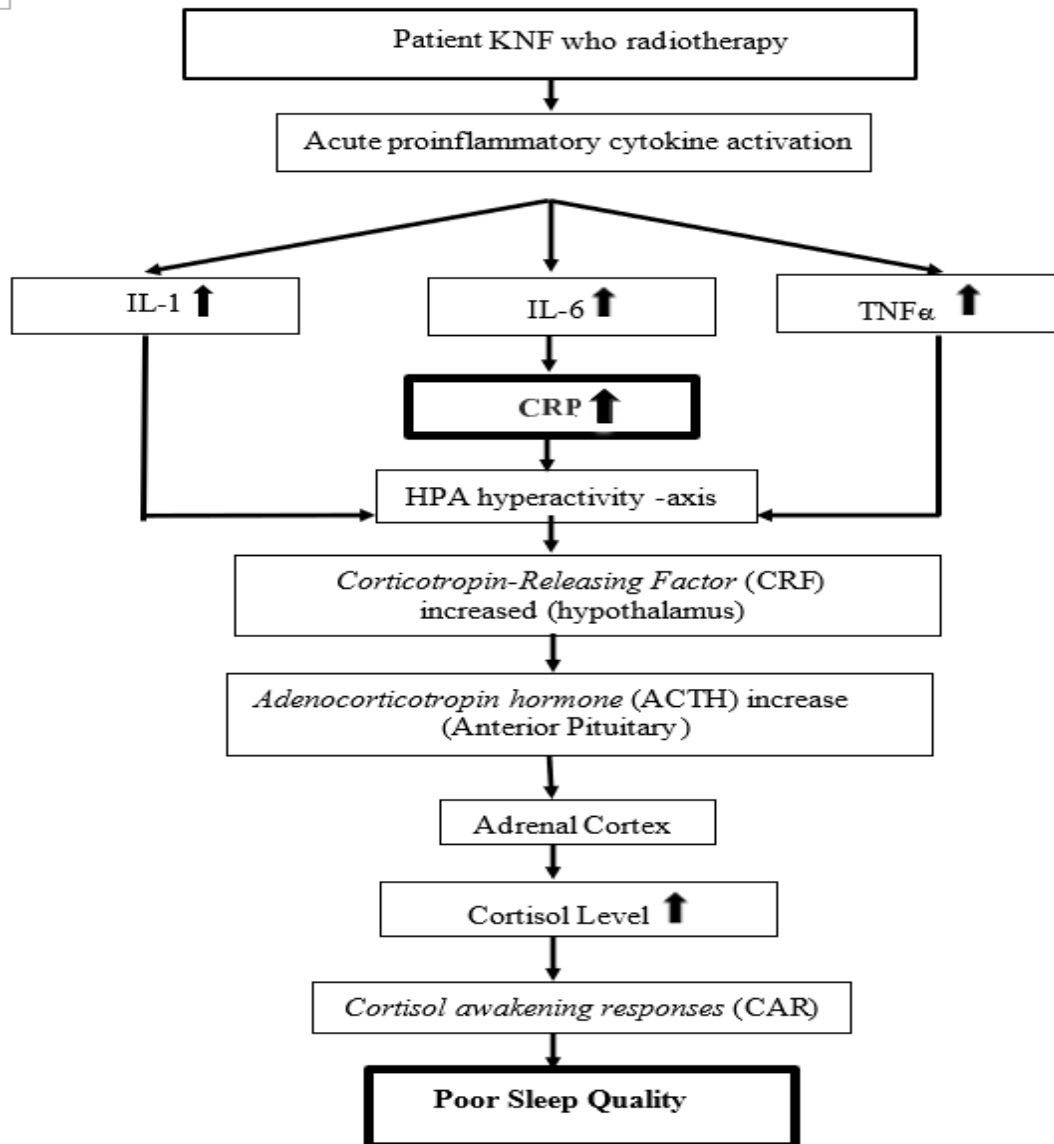 Patient KNF who radiotherapy
Acute proinflammatory cytokine activation
IL-1
IL-6
TNFα
CRP
HPA hyperactivity -axis
Corticotropin-Releasing Factor (CRF)
increased (hypothalamus)
Adenocorticotropin hormone (ACTH) increase
(Anterior Pituitary)
Adrenal Cortex
Cortisol Level
Cortisol awakening responses (CAR)
Poor Sleep Quality